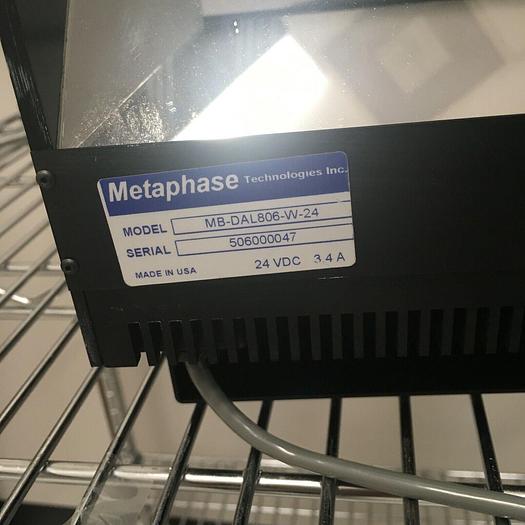 Metaphase Technologies Inc.
MODEL MB-DAL806-W-24
SERIAL 506000047
MADE IN USA 24 VDC 3.4 A